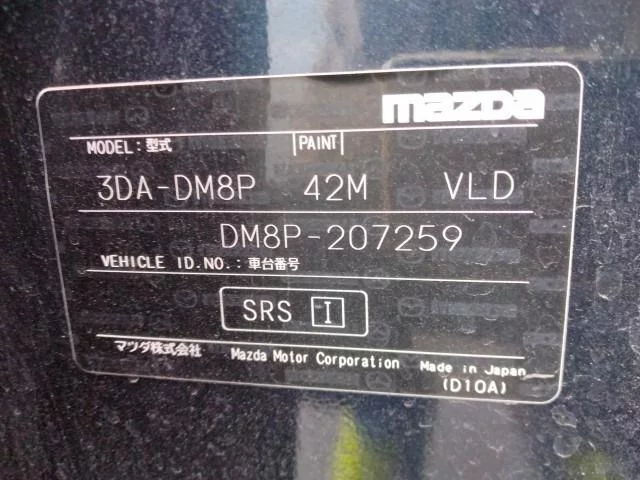 mazda
MODEL:型式 PAINT
3DA-DM8P 42M VLD
DM8P-207259
VEHICLE ID.NO.:車台番号
SRS I
マツダ株式会社 Mazda Motor Corporation Made in Japan
(D10A)